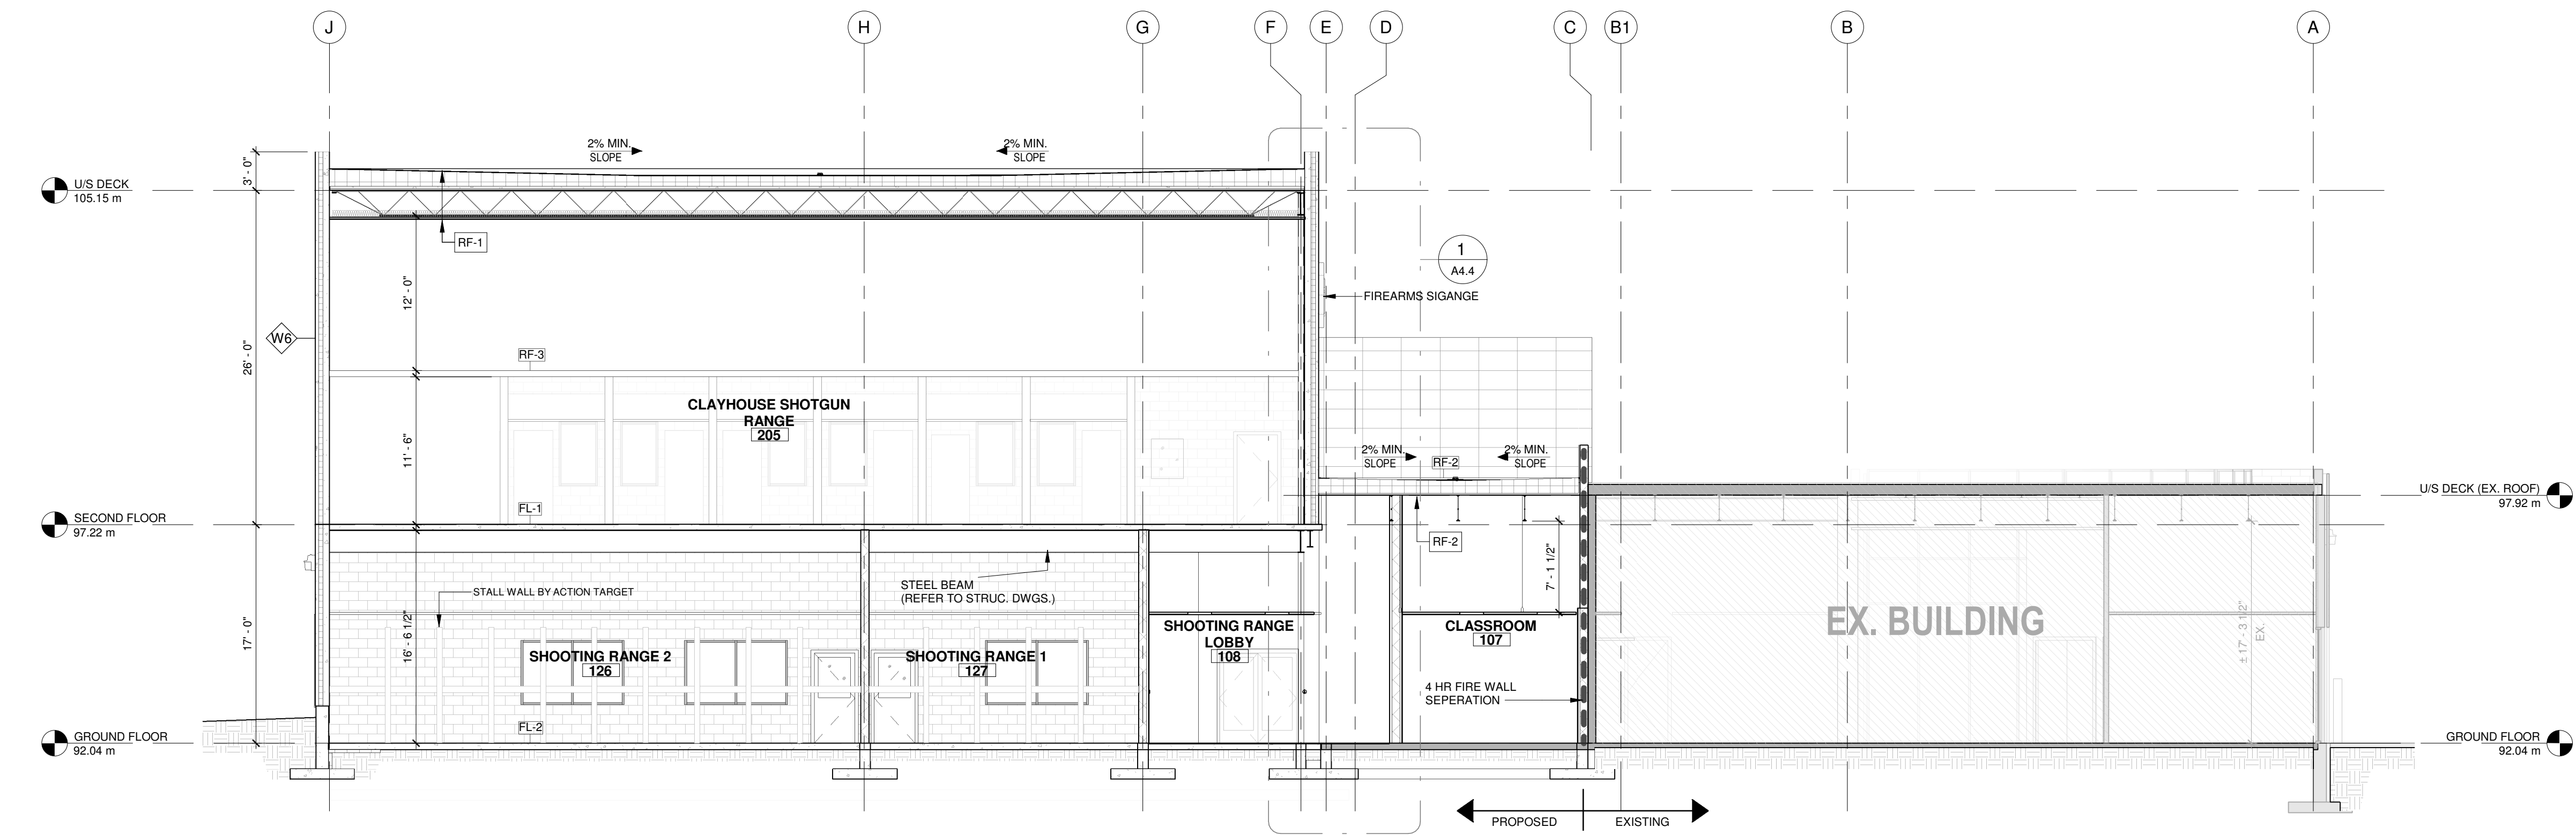 J
H
G
F
E
D
C
B1
B
A
2% MIN.
SLOPE
2% MIN.
SLOPE
3' - 0"
U/S DECK
105.15 m
RF-1
1
A4.4
12' - 0"
FIREARMS SIGANGE
W6
26' - 0"
RF-3
CLAYHOUSE SHOTGUN
RANGE
205
11' - 6"
2% MIN.
SLOPE
RF-2
2% MIN.
SLOPE
U/S DECK (EX. ROOF)
97.92 m
FL-1
SECOND FLOOR
97.22 m
RF-2
7' - 1 1/2"
STEEL BEAM
(REFER TO STRUC. DWGS.)
STALL WALL BY ACTION TARGET
17' - 0"
16' - 6 1/2"
SHOOTING RANGE 2
126
SHOOTING RANGE 1
127
SHOOTING RANGE
LOBBY
108
CLASSROOM
107
EX. BUILDING
± 17' - 3 1/2"
EX.
4 HR FIRE WALL
SEPERATION
FL-2
GROUND FLOOR
92.04 m
GROUND FLOOR
92.04 m
PROPOSED
EXISTING